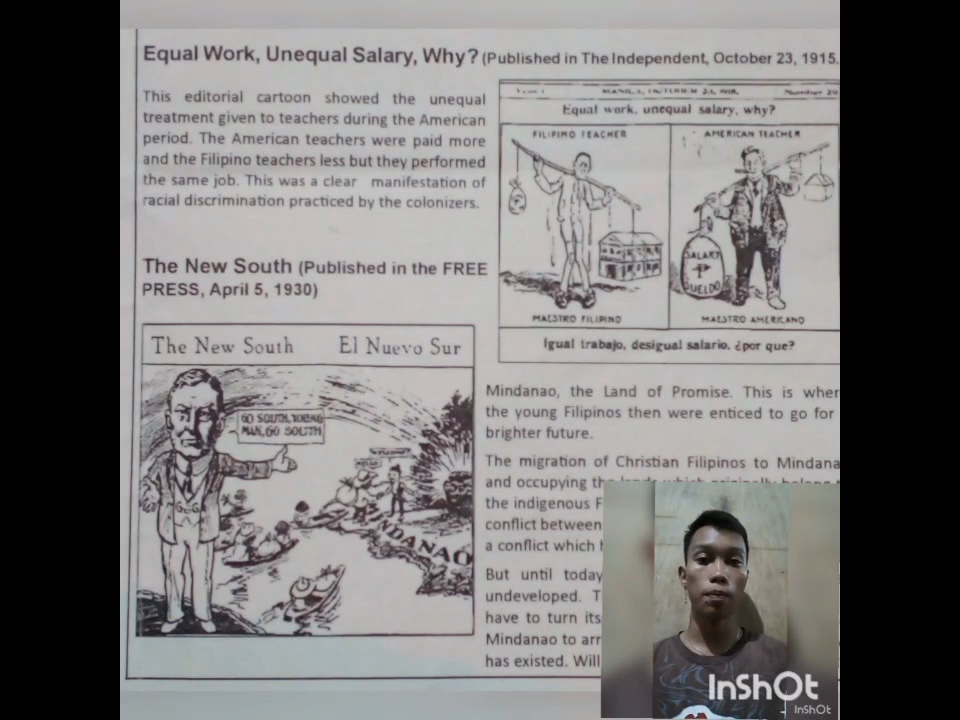 Equal Work, Unequal Salary, Why? (Published in The Independent, October 23, 1915.
This editorial cartoon showed the unequal
treatment given to teachers during the American
period. The American teachers were paid more
and the Filipino teachers less but they performed
the same job. This was a clear manifestation of
racial discrimination practiced by the colonizers.
Equal work, unequal salary, why?
FILIPINO TEACHER
AMERICAN TEACHER
SALARY
P
SUELDO
MAESTRO FILIPINO
MAESTRO AMERICANO
Igual trabajo, desigual salario, ¿por que?
The New South (Published in the FREE
PRESS, April 5, 1930)
The New South El Nuevo Sur
GO SOUTH, YOUNG
MAN, GO SOUTH
MINDANAO
Mindanao, the Land of Promise. This is wher
the young Filipinos then were enticed to go for
brighter future.
The migration of Christian Filipinos to Mindana
and occupying the lands which originally belong
the indigenous F
conflict between
a conflict which
But until today
undeveloped. T
have to turn its
Mindanao to arr
has existed. Will
InShOt
InShOt